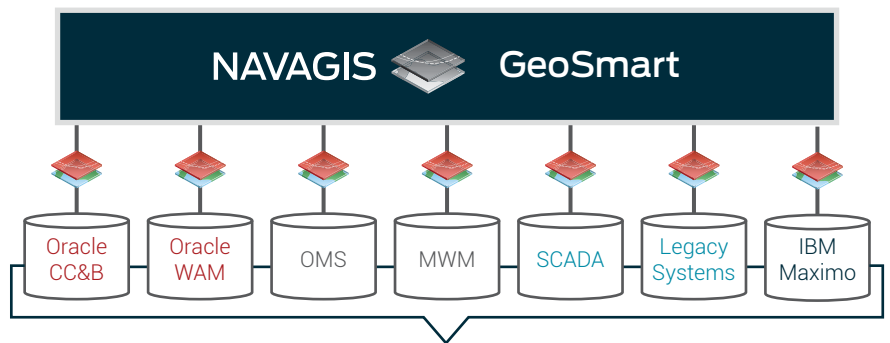 NAVAGIS GeoSmart
Oracle
CC&B
Oracle
WAM
OMS
MWM
SCADA
Legacy
Systems
IBM
Maximo